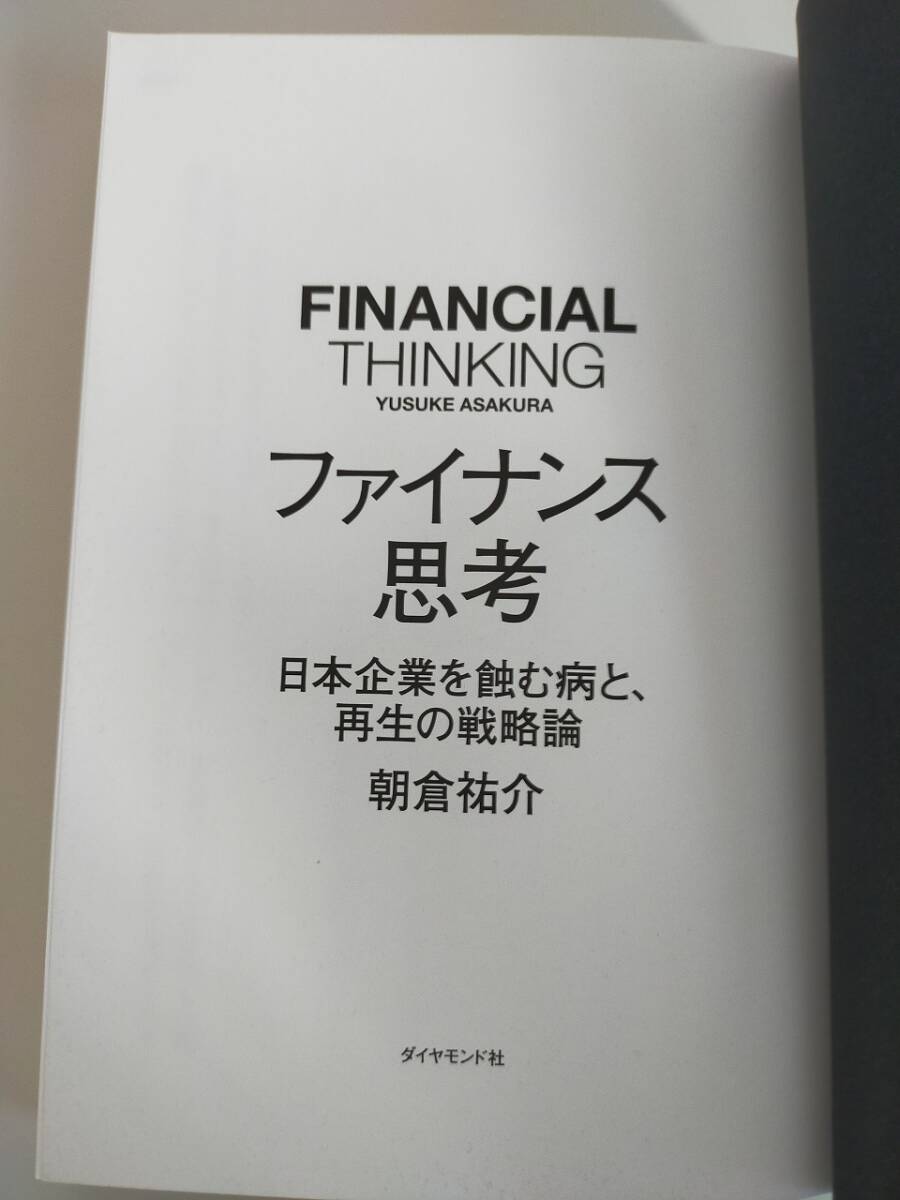 FINANCIAL
THINKING
YUSUKE ASAKURA
ファイナンス
思考
日本企業を蝕む病と、
再生の戦略論
朝倉祐介
ダイヤモンド社